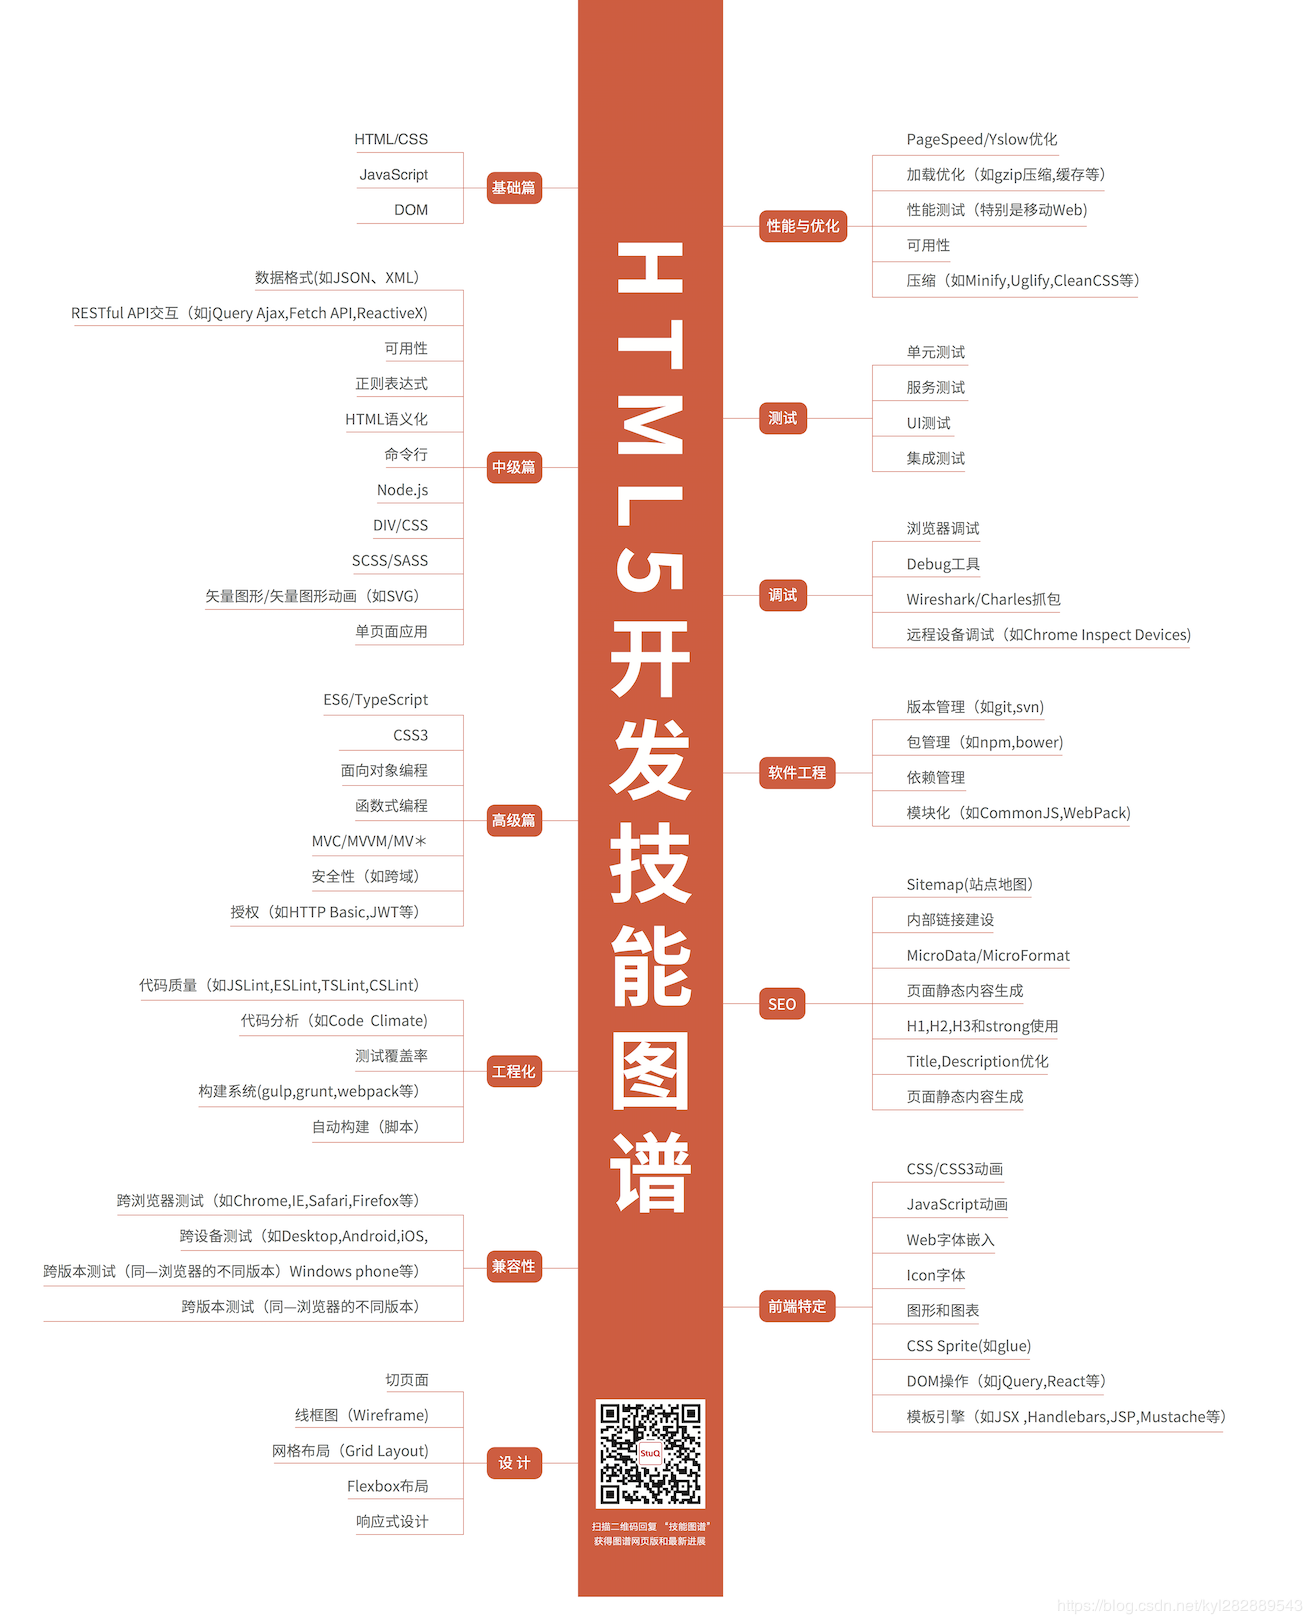 HTML5开发技能图谱
基础篇
HTML/CSS
JavaScript
DOM
中级篇
数据格式(如JSON、XML）
RESTful API交互（如jQuery Ajax,Fetch API,ReactiveX)
可用性
正则表达式
HTML语义化
命令行
Node.js
DIV/CSS
SCSS/SASS
矢量图形/矢量图形动画（如SVG）
单页面应用
高级篇
ES6/TypeScript
CSS3
面向对象编程
函数式编程
MVC/MVVM/MV＊
安全性（如跨域）
授权（如HTTP Basic,JWT等）
工程化
代码质量（如JSLint,ESLint,TSLint,CSLint）
代码分析（如Code Climate)
测试覆盖率
构建系统(gulp,grunt,webpack等）
自动构建（脚本）
兼容性
跨浏览器测试（如Chrome,IE,Safari,Firefox等）
跨设备测试（如Desktop,Android,iOS,
跨版本测试（同一浏览器的不同版本）Windows phone等）
跨版本测试（同一浏览器的不同版本）
设 计
切页面
线框图（Wireframe)
网格布局（Grid Layout)
Flexbox布局
响应式设计
性能与优化
PageSpeed/Yslow优化
加载优化（如gzip压缩,缓存等）
性能测试（特别是移动Web)
可用性
压缩（如Minify,Uglify,CleanCSS等）
测试
单元测试
服务测试
UI测试
集成测试
调试
浏览器调试
Debug工具
Wireshark/Charles抓包
远程设备调试（如Chrome Inspect Devices)
软件工程
版本管理（如git,svn)
包管理（如npm,bower)
依赖管理
模块化（如CommonJS,WebPack)
SEO
Sitemap(站点地图）
内部链接建设
MicroData/MicroFormat
页面静态内容生成
H1,H2,H3和strong使用
Title,Description优化
页面静态内容生成
前端特定
CSS/CSS3动画
JavaScript动画
Web字体嵌入
Icon字体
图形和图表
CSS Sprite(如glue)
DOM操作（如jQuery,React等）
模板引擎（如JSX ,Handlebars,JSP,Mustache等）
StuQ
扫描二维码回复 “技能图谱”
获得图谱网页版和最新进展
https://blog.csdn.net/kyl282889543